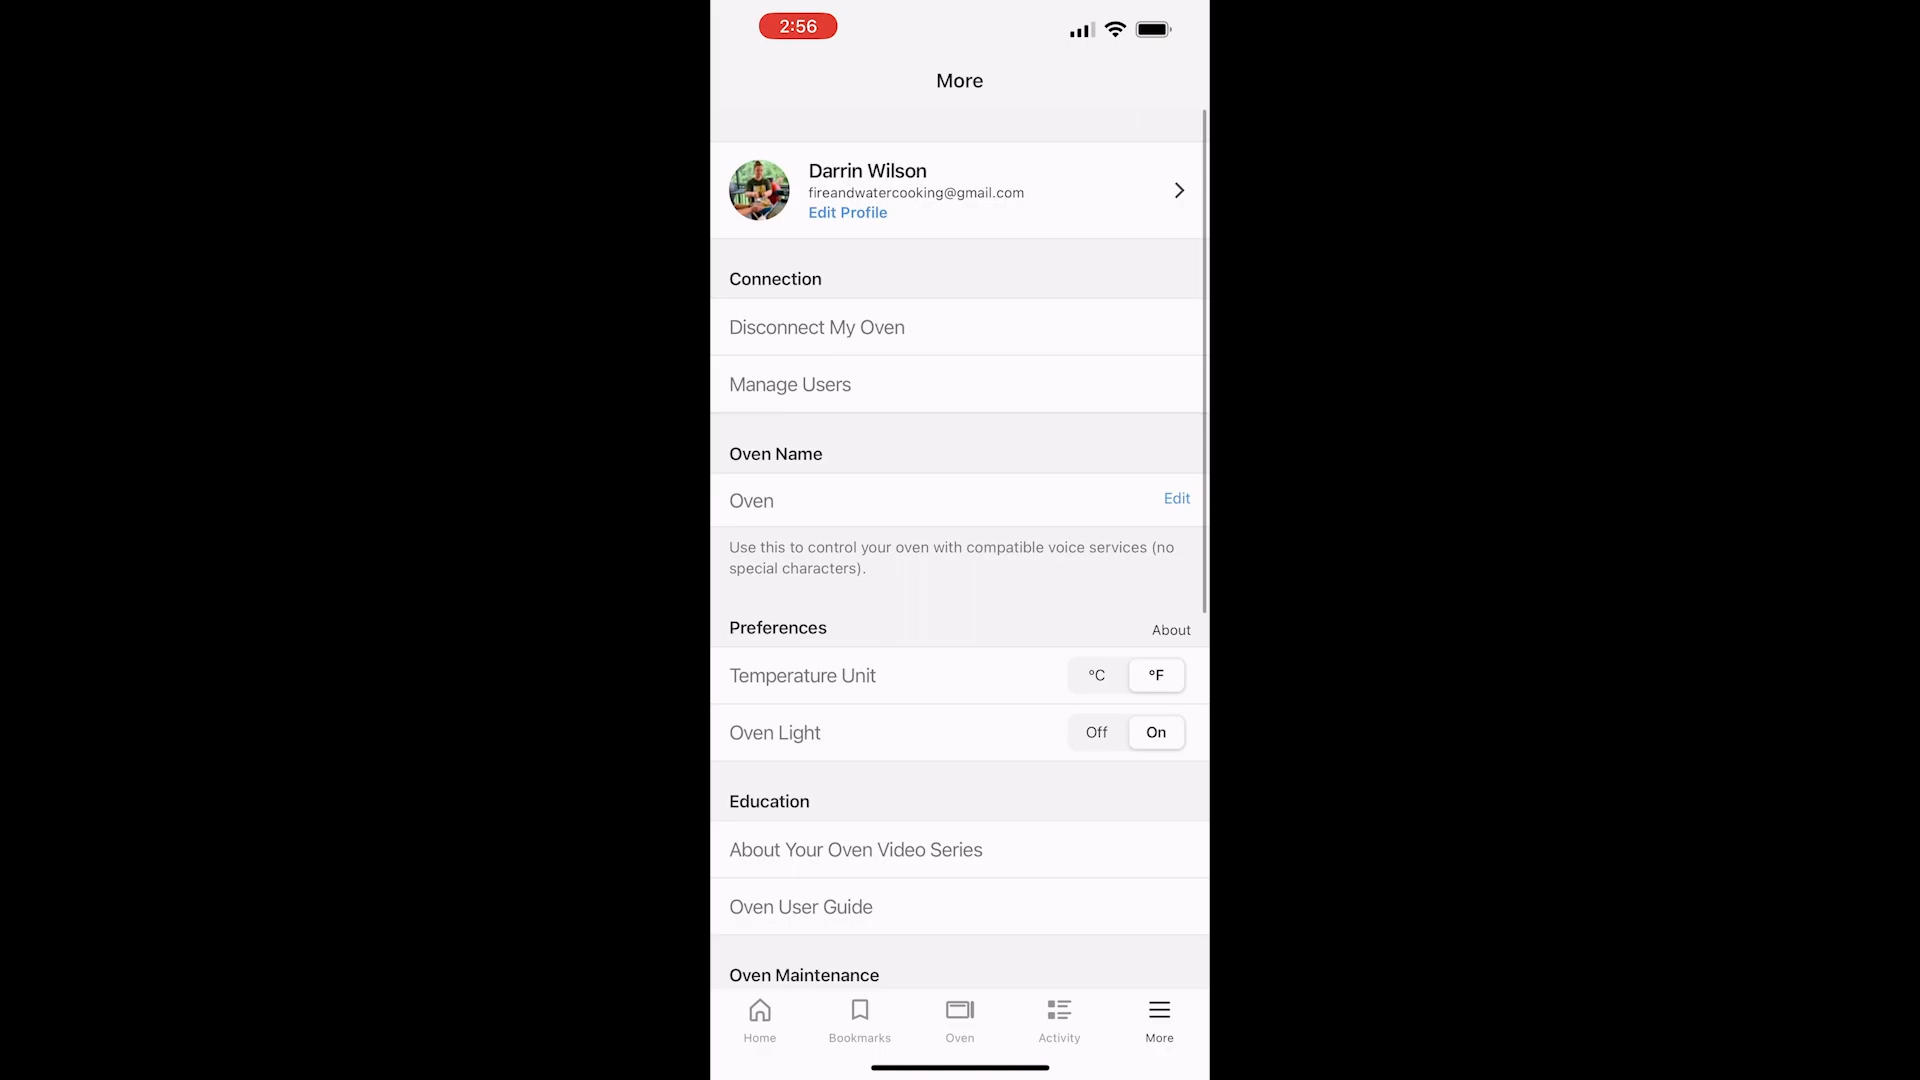 2:56
More
Darrin Wilson
fireandwatercooking@gmail.com
Edit Profile
Connection
Disconnect My Oven
Manage Users
Oven Name
Oven
Edit
Use this to control your oven with compatible voice services (no
special characters).
Preferences
About
Temperature Unit
°C
°F
Oven Light
Off
On
Education
About Your Oven Video Series
Oven User Guide
Oven Maintenance
Home
Bookmarks
Oven
Activity
More